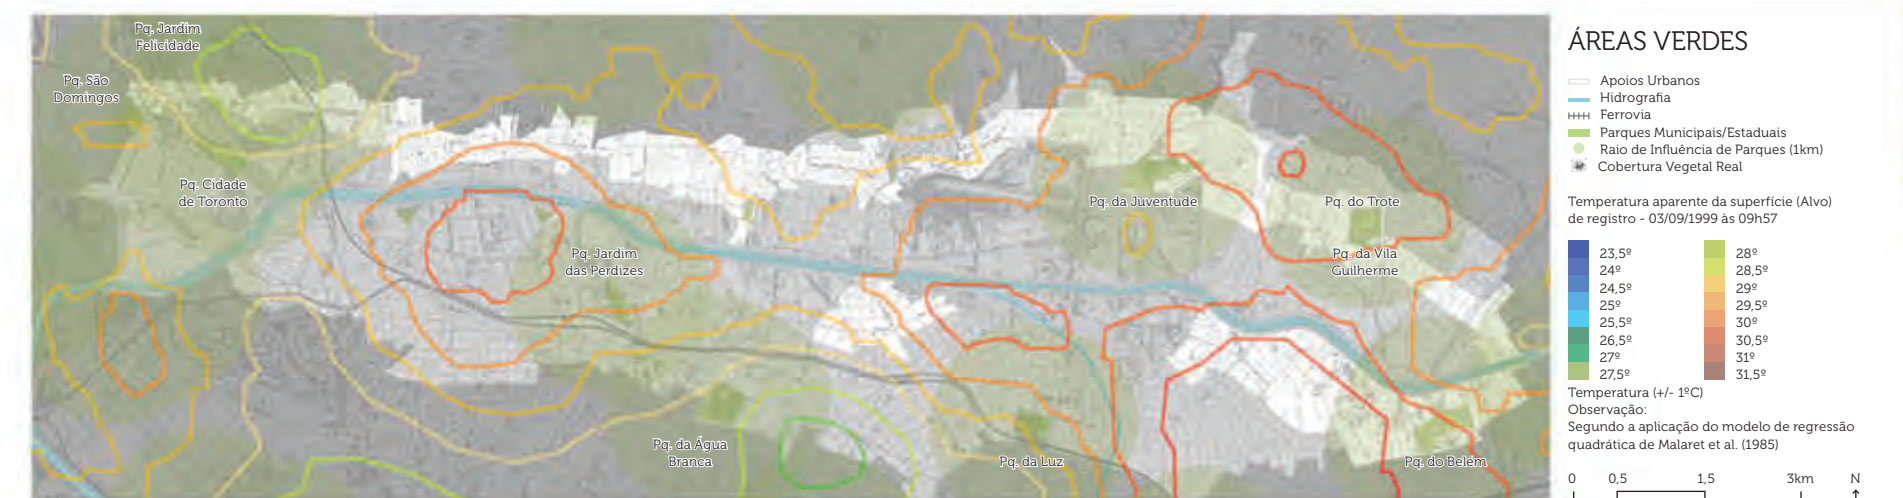 Pq. Jardim
Felicidade
Pq. São
Domingos
Pq. Cidade
de Toronto
Pq. Jardim
das Perdizes
Pq. da Juventude
Pq. do Trote
Pq. da Vila
Guilherme
Pq. da Água
Branca
Pq. da Luz
Pq. do Belém
ÁREAS VERDES
Apoios Urbanos
Hidrografia
Ferrovia
Parques Municipais/Estaduais
Raio de Influência de Parques (1km)
Cobertura Vegetal Real
Temperatura aparente da superfície (Alvo)
de registro - 03/09/1999 às 09h57
23,5º 28º
24º 28,5º
24,5º 29º
25º 29,5º
25,5º 30º
26,5º 30,5º
27º 31º
27,5º 31,5º
Temperatura (+/- 1ºC)
Observação:
Segundo a aplicação do modelo de regressão
quadrática de Malaret et al. (1985)
0 0,5 1,5 3km N